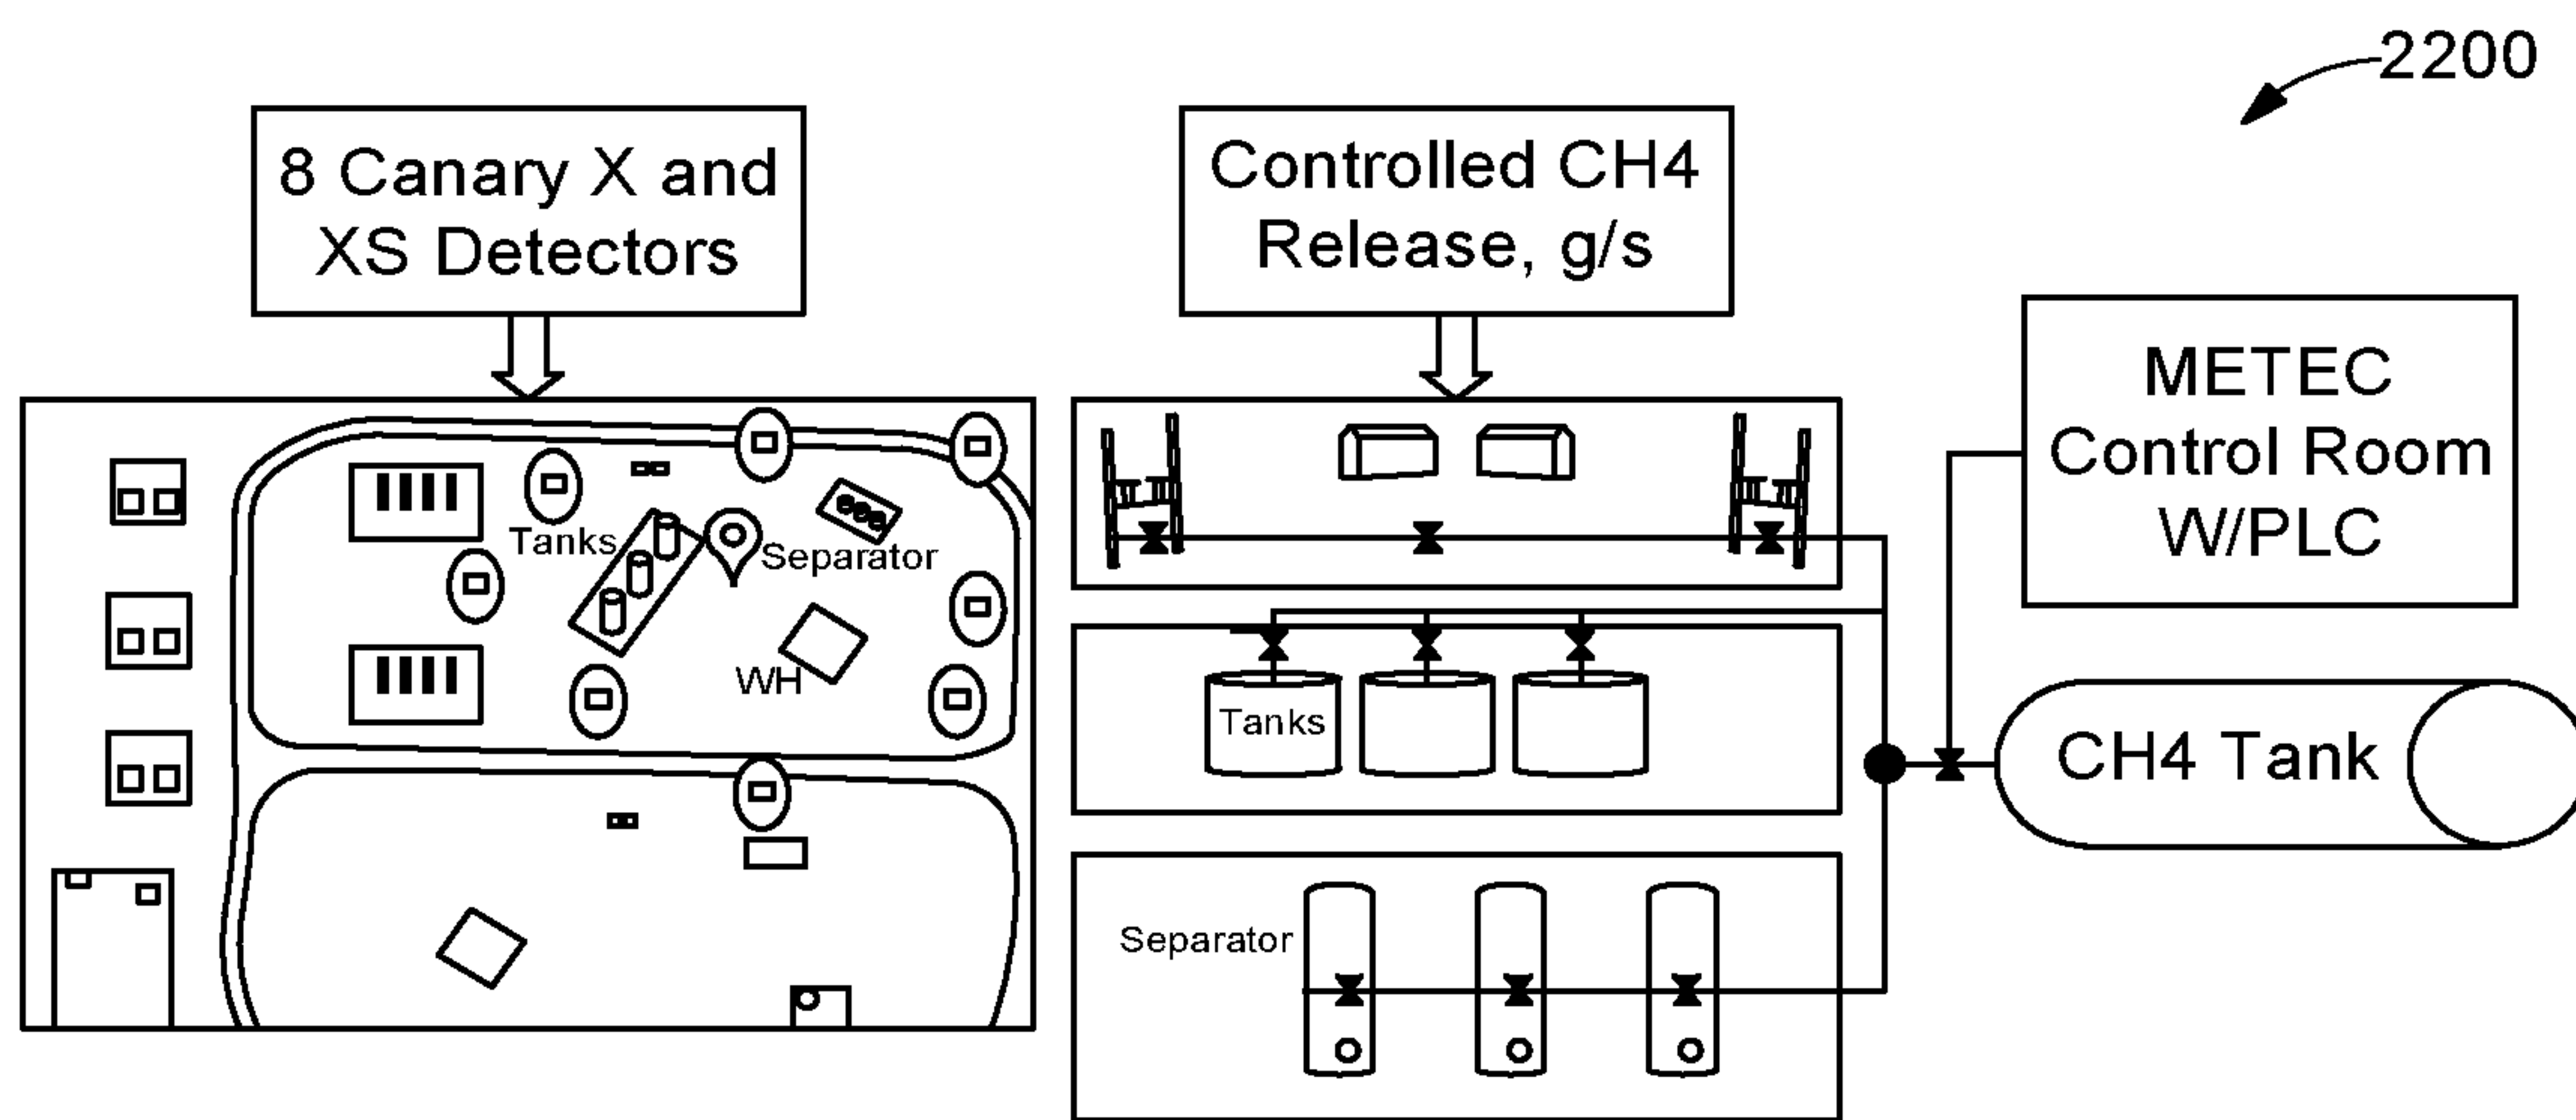 2200
8 Canary X and
XS Detectors
Controlled CH4
Release, g/s
METEC
Control Room
W/PLC
Tanks
Separator
WH
Tanks
CH4 Tank
Separator